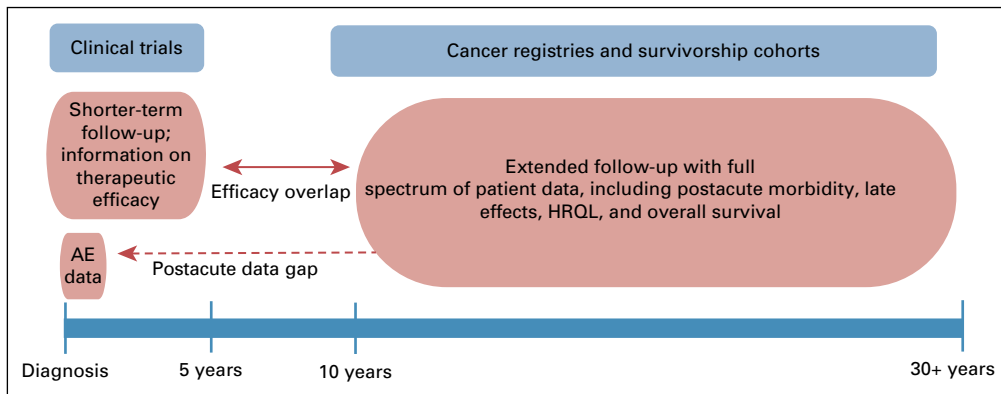 Clinical trials
Cancer registries and survivorship cohorts
Shorter-term
follow-up;
information on
therapeutic
efficacy
Efficacy overlap
Extended follow-up with full
spectrum of patient data, including postacute morbidity, late
effects, HRQL, and overall survival
AE
data
Postacute data gap
Diagnosis
5 years
10 years
30+ years